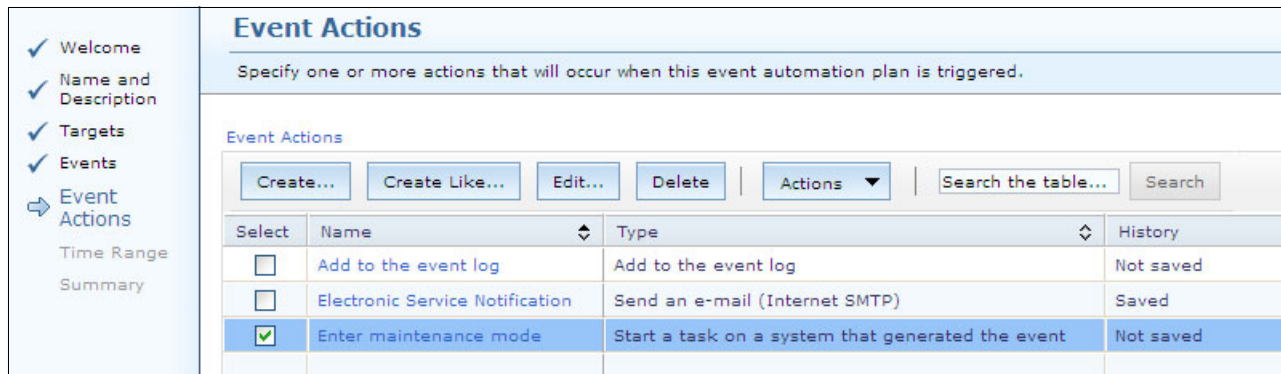 Welcome
Name and
Description
Targets
Events
Event
Actions
Time Range
Summary
Event Actions
Specify one or more actions that will occur when this event automation plan is triggered.
Event Actions
Create... Create Like... Edit... Delete Actions Search the table... Search
Select Name Type History
Add to the event log Add to the event log Not saved
Electronic Service Notification Send an e-mail (Internet SMTP) Saved
Enter maintenance mode Start a task on a system that generated the event Not saved